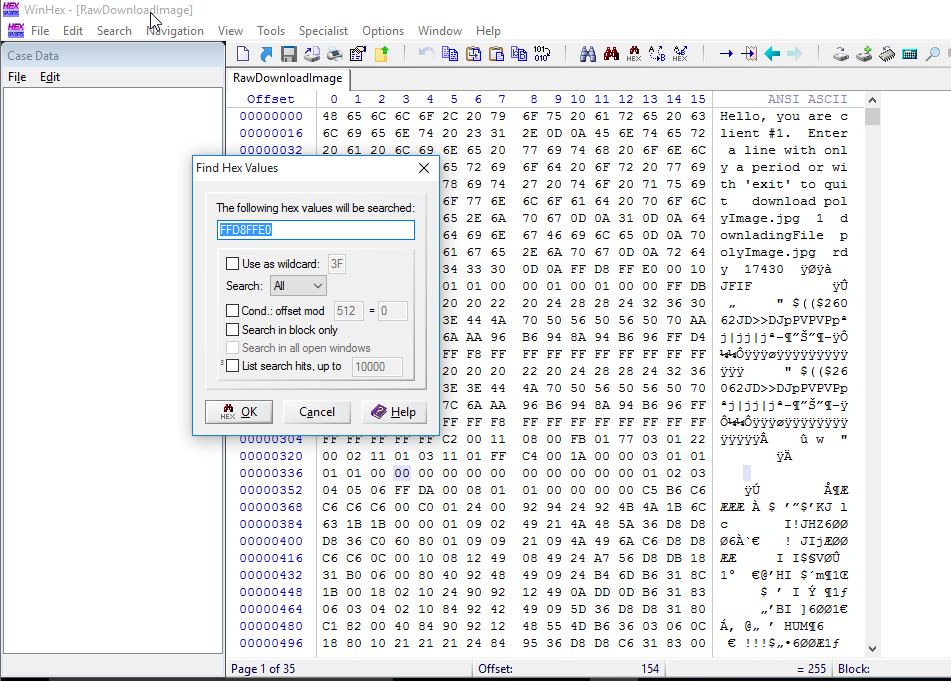 WinHex - [RawDownloadImage]
File Edit Search Navigation View Tools Specialist Options Window Help
Case Data
File Edit
RawDownloadImage
Offset 0 1 2 3 4 5 6 7 8 9 10 11 12 13 14 15 ANSI ASCII
00000000 48 65 6C 6C 6F 2C 20 79 6F 75 20 61 72 65 20 63 Hello, you are c
00000016 6C 69 65 6E 74 20 23 31 2E 0D 0A 45 6E 74 65 72 lient #1. Enter
00000032 20 61 20 6C 69 6E 65 20 77 69 74 68 20 6F 6E 6C a line with onl
65 72 69 6F 64 20 6F 72 20 77 69 y a period or wi
78 69 74 27 20 74 6F 20 71 75 69 th 'exit' to qui
6F 77 6E 6C 6F 61 64 20 70 6F 6C t download pol
65 2E 6A 70 67 0D 0A 31 0D 0A 64 yImage.jpg 1 d
64 69 6E 67 46 69 6C 65 0D 0A 70 ownladingFile p
61 67 65 2E 6A 70 67 0D 0A 72 64 olyImage.jpg rd
34 33 30 0D 0A FF D8 FF E0 00 10 y 17430 ÿØÿà
01 01 00 00 01 00 01 00 00 FF DB JFIF ÿÛ
20 20 22 20 24 28 28 24 32 36 30 „ " $(($260
3E 44 4A 70 50 56 50 56 50 70 AA 62JD>>DJpPVPVPpª
6A AA 96 B6 94 8A 94 B6 96 FF D4 j|jj|jª–¶”Š”¶–ÿÔ
FF F8 FF FF FF FF FF FF FF FF FF
22 20 24 28 28 24 32 36 ÿÿÿ " $(($26
3E 3E 44 4A 70 50 56 50 56 50 70 062JD>>DJpPVPVPp
7C 6A AA 96 B6 94 8A 94 B6 96 FF ªj|jj|jª–¶”Š”¶–ÿ
FF FF F8 FF FF FF FF FF FF FF FF
00000304 FF FF FF FF FF C2 00 11 08 00 FB 01 77 03 01 22 ÿÿÿÿÿÂ û w "
00000320 00 02 11 01 03 11 01 FF C4 00 1A 00 00 03 01 01 ÿÄ
00000336 01 01 00 00 00 00 00 00 00 00 00 00 00 01 02 03
00000352 04 05 06 FF DA 00 08 01 01 00 00 00 00 C5 B6 C6 ÿÚ Å¶Æ
00000368 C6 C6 C6 00 C0 01 24 00 92 94 24 92 4B 4A 1B 6C ÆÆÆ À $ ’”$’KJ l
00000384 63 1B 1B 00 00 01 09 02 49 21 4A 48 5A 36 D8 D8 c I!JHZ6ØØ
00000400 D8 36 C0 60 80 01 09 09 21 09 4A 49 6A C6 D8 D8 Ø6À`€ ! JIjÆØØ
00000416 C6 C6 0C 00 10 08 12 49 08 49 24 A7 56 D8 DB 18 ÆÆ I I$§VØÛ
00000432 31 B0 06 00 80 40 92 48 49 09 24 B4 6D B6 31 8C 1° €@’HI $´m¶1Œ
00000448 1B 00 18 02 10 24 90 92 12 49 0A DD 0D B6 31 83 $ ’ I Ý ¶1ƒ
00000464 06 03 04 02 10 84 92 42 49 09 5D 36 D8 D8 31 80 „’BI ]6ØØ1€
00000480 C1 82 00 40 84 90 92 12 48 55 4D B6 36 03 06 0C Á‚ @„ ’ HUM¶6
00000496 18 80 10 21 21 21 24 84 95 36 D8 D8 C6 31 83 00 € !!!$„•6ØØÆ1ƒ
Find Hex Values
The following hex values will be searched:
FFD8FFE0
Use as wildcard: 3F
Search: All
Cond.: offset mod 512 = 0
Search in block only
Search in all open windows
³ List search hits, up to 10000
HEX OK Cancel Help
Page 1 of 35 Offset: 154 = 255 Block: